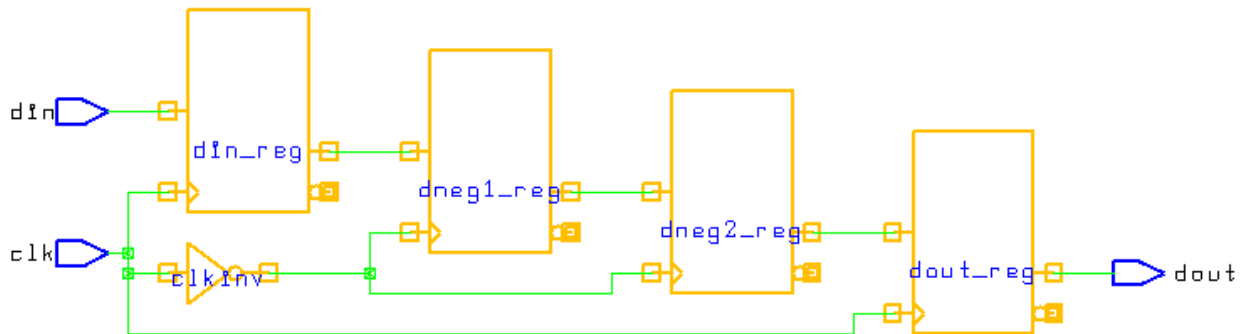 din
din_reg
dneg1_reg
dneg2_reg
clk
clkinv
dout_reg
dout